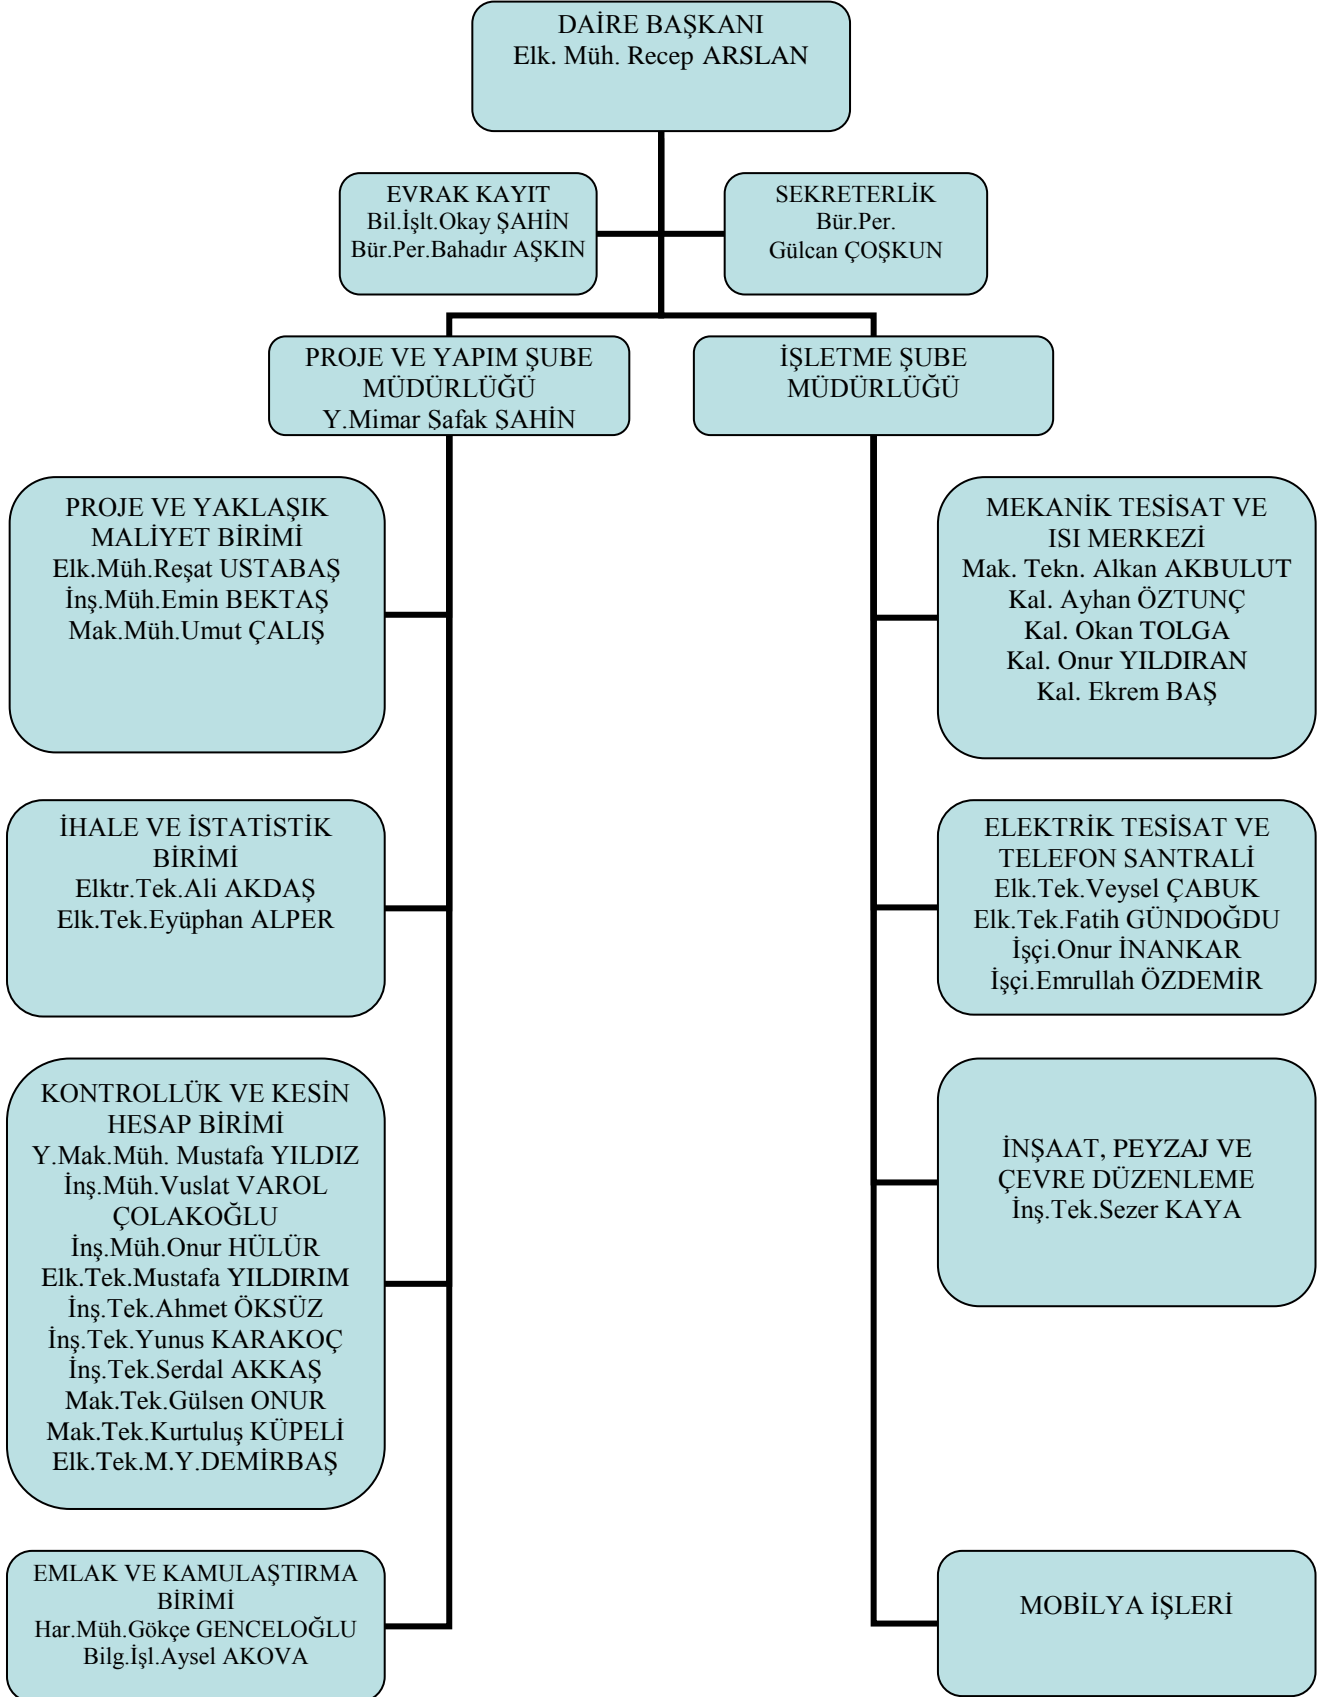 DAİRE BAŞKANI
Elk. Müh. Recep ARSLAN
EVRAK KAYIT
Bil.İşlt.Okay ŞAHİN
Bür.Per.Bahadır AŞKIN
SEKRETERLİK
Bür.Per.
Gülcan ÇOŞKUN
PROJE VE YAPIM ŞUBE
MÜDÜRLÜĞÜ
Y.Mimar Şafak ŞAHİN
İŞLETME ŞUBE
MÜDÜRLÜĞÜ
PROJE VE YAKLAŞIK
MALİYET BİRİMİ
Elk.Müh.Reşat USTABAŞ
İnş.Müh.Emin BEKTAŞ
Mak.Müh.Umut ÇALIŞ
MEKANİK TESİSAT VE
ISI MERKEZİ
Mak. Tekn. Alkan AKBULUT
Kal. Ayhan ÖZTUNÇ
Kal. Okan TOLGA
Kal. Onur YILDIRAN
Kal. Ekrem BAŞ
İHALE VE İSTATİSTİK
BİRİMİ
Elktr.Tek.Ali AKDAŞ
Elk.Tek.Eyüphan ALPER
ELEKTRİK TESİSAT VE
TELEFON SANTRALİ
Elk.Tek.Veysel ÇABUK
Elk.Tek.Fatih GÜNDOĞDU
İşçi.Onur İNANKAR
İşçi.Emrullah ÖZDEMİR
KONTROLLÜK VE KESİN
HESAP BİRİMİ
Y.Mak.Müh. Mustafa YILDIZ
İnş.Müh.Vuslat VAROL
ÇOLAKOĞLU
İnş.Müh.Onur HÜLÜR
Elk.Tek.Mustafa YILDIRIM
İnş.Tek.Ahmet ÖKSÜZ
İnş.Tek.Yunus KARAKOÇ
İnş.Tek.Serdal AKKAŞ
Mak.Tek.Gülsen ONUR
Mak.Tek.Kurtuluş KÜPELİ
Elk.Tek.M.Y.DEMİRBAŞ
İNŞAAT, PEYZAJ VE
ÇEVRE DÜZENLEME
İnş.Tek.Sezer KAYA
EMLAK VE KAMULAŞTIRMA
BİRİMİ
Har.Müh.Gökçe GENCELOĞLU
Bilg.İşl.Aysel AKOVA
MOBİLYA İŞLERİ